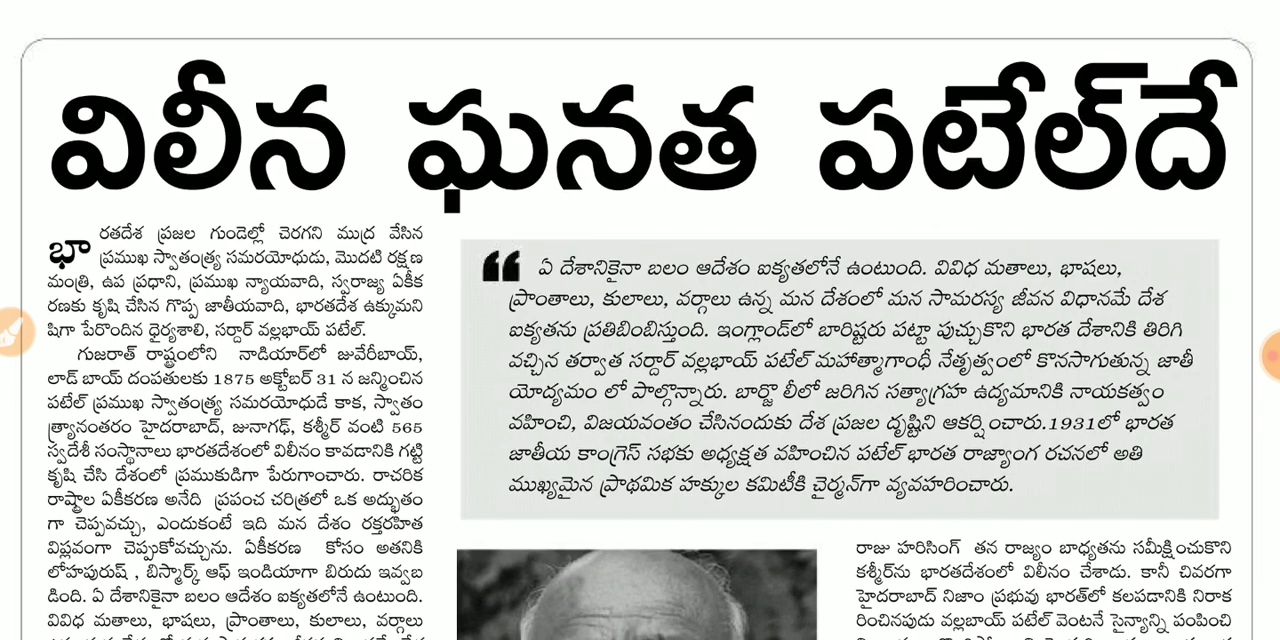 విలీన ఘనత పటేల్‌దే
భారతదేశ ప్రజల గుండెల్లో చెరగని ముద్ర వేసిన
ప్రముఖ స్వాతంత్ర్య సమరయోధుడు, మొదటి రక్షణ
మంత్రి, ఉప ప్రధాని, ప్రముఖ న్యాయవాది, స్వరాజ్య ఏకీక
రణకు కృషి చేసిన గొప్ప జాతీయవాది, భారతదేశ ఉక్కుమని
షిగా పేరొందిన ధైర్యశాలి, సర్దార్ వల్లభాయ్ పటేల్.
గుజరాత్ రాష్ట్రంలోని నాడియార్‌లో జువేరీబాయ్,
లాడ్ బాయ్ దంపతులకు 1875 అక్టోబర్ 31 న జన్మించిన
పటేల్ ప్రముఖ స్వాతంత్ర్య సమరయోధుడే కాక, స్వాతం
త్ర్యానంతరం హైదరాబాద్, జునాగఢ్, కశ్మీర్ వంటి 565
స్వదేశీ సంస్థానాలు భారతదేశంలో విలీనం కావడానికి గట్టి
కృషి చేసి దేశంలో ప్రముకుడిగా పేరుగాంచారు. రాచరిక
రాష్ట్రాల ఏకీకరణ అనేది ప్రపంచ చరిత్రలో ఒక అద్భుతం
గా చెప్పవచ్చు, ఎందుకంటే ఇది మన దేశం రక్తరహిత
విప్లవంగా చెప్పుకోవచ్చును. ఏకీకరణ కోసం అతనికి
లోహపురుష్ , బిస్మార్క్ ఆఫ్ ఇండియాగా బిరుదు ఇవ్వబ
డింది. ఏ దేశానికైనా బలం ఆదేశం ఐక్యతలోనే ఉంటుంది.
వివిధ మతాలు, భాషలు, ప్రాంతాలు, కులాలు, వర్గాలు
❝ ఏ దేశానికైనా బలం ఆదేశం ఐక్యతలోనే ఉంటుంది. వివిధ మతాలు, భాషలు,
ప్రాంతాలు, కులాలు, వర్గాలు ఉన్న మన దేశంలో మన సామరస్య జీవన విధానమే దేశ
ఐక్యతను ప్రతిబింబిస్తుంది. ఇంగ్లాండ్‌లో బారిష్టరు పట్టా పుచ్చుకొని భారత దేశానికి తిరిగి
వచ్చిన తర్వాత సర్దార్ వల్లభాయ్ పటేల్ మహాత్మాగాంధీ నేతృత్వంలో కొనసాగుతున్న జాతీ
యోద్యమం లో పాల్గొన్నారు. బార్డొ లీలో జరిగిన సత్యాగ్రహ ఉద్యమానికి నాయకత్వం
వహించి, విజయవంతం చేసినందుకు దేశ ప్రజల దృష్టిని ఆకర్షించారు.1931లో భారత
జాతీయ కాంగ్రెస్ సభకు అధ్యక్షత వహించిన పటేల్ భారత రాజ్యాంగ రచనలో అతి
ముఖ్యమైన ప్రాథమిక హక్కుల కమిటీకి చైర్మన్‌గా వ్యవహరించారు.
రాజు హరిసింగ్ తన రాజ్యం బాధ్యతను సమీక్షించుకొని
కశ్మీర్‌ను భారతదేశంలో విలీనం చేశాడు. కానీ చివరగా
హైదరాబాద్ నిజాం ప్రభువు భారత్‌లో కలపడానికి నిరాక
రించినపుడు వల్లభాయ్ పటేల్ వెంటనే సైన్యాన్ని పంపించి